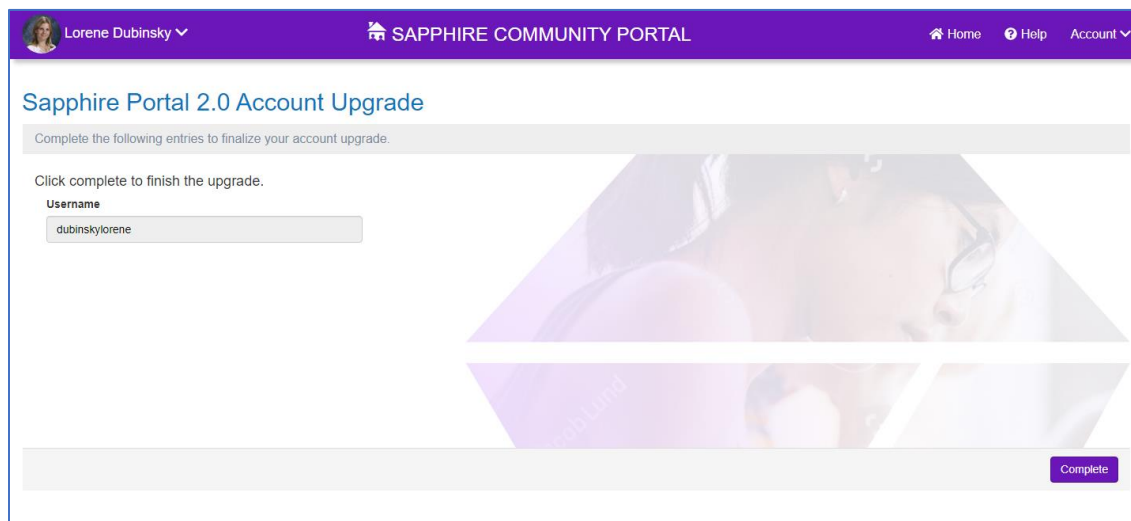 Lorene Dubinsky
SAPPHIRE COMMUNITY PORTAL
Home
Help
Account
Sapphire Portal 2.0 Account Upgrade
Complete the following entries to finalize your account upgrade.
Click complete to finish the upgrade.
Username
dubinskylorene
Complete